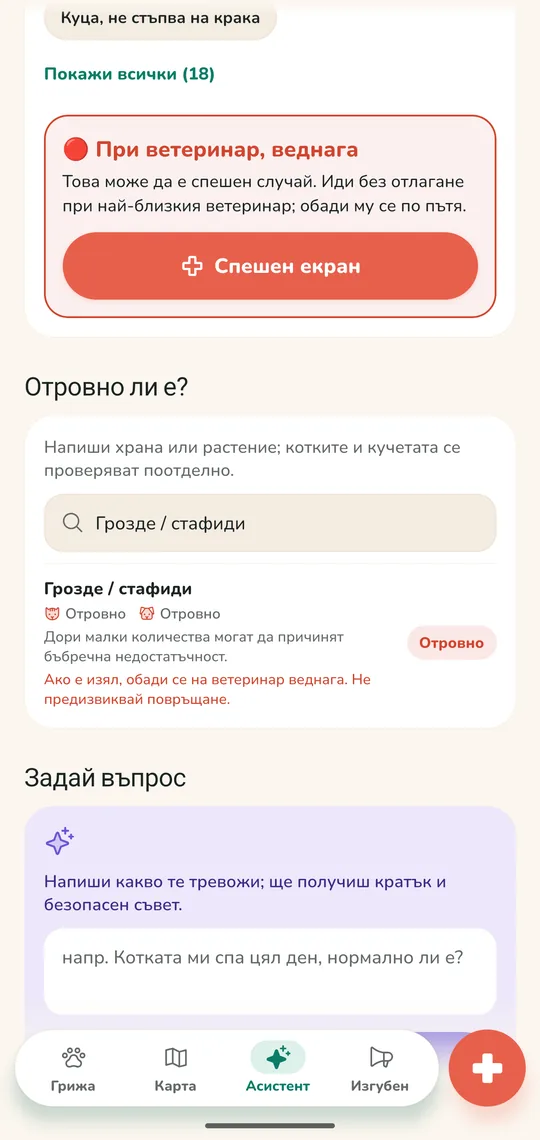 Куца, не стъпва на крака
Покажи всички (18)
При ветеринар, веднага
Това може да е спешен случай. Иди без отлагане
при най-близкия ветеринар; обади му се по пътя.
Спешен екран
Отровно ли е?
Напиши храна или растение; котките и кучетата се
проверяват поотделно.
Грозде / стафиди
Грозде / стафиди
Отровно Отровно
Дори малки количества могат да причинят
бъбречна недостатъчност.
Отровно
Ако е изял, обади се на ветеринар веднага. Не
предизвиквай повръщане.
Задай въпрос
Напиши какво те тревожи; ще получиш кратък и
безопасен съвет.
напр. Котката ми спа цял ден, нормално ли е?
Грижа Карта Асистент Изгубен